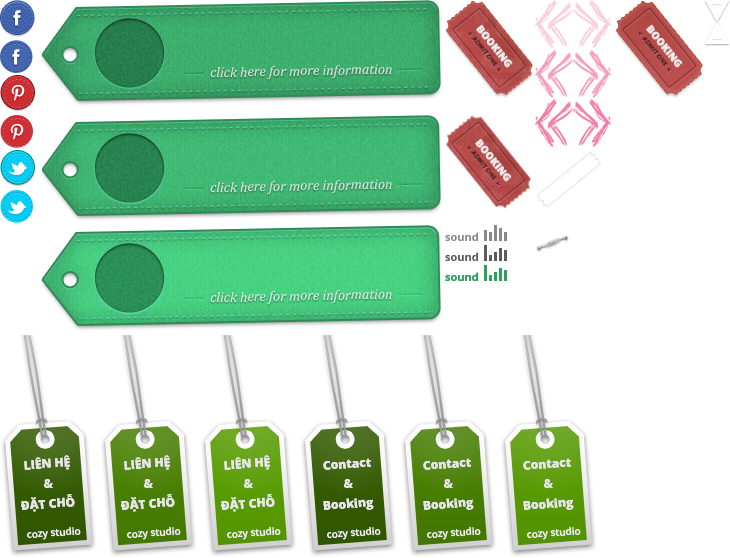 click here for more information
BOOKING
ADMIT ONE
BOOKING
ADMIT ONE
click here for more information
BOOKING
ADMIT ONE
sound
sound
sound
click here for more information
LIÊN HỆ
&
ĐẶT CHỖ
cozy studio
LIÊN HỆ
&
ĐẶT CHỖ
cozy studio
LIÊN HỆ
&
ĐẶT CHỖ
cozy studio
Contact
&
Booking
cozy studio
Contact
&
Booking
cozy studio
Contact
&
Booking
cozy studio